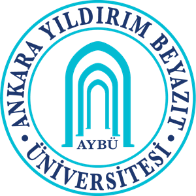 • ANKARA YILDIRIM BEYAZIT •
ÜNİVERSİTESİ
AYBÜ